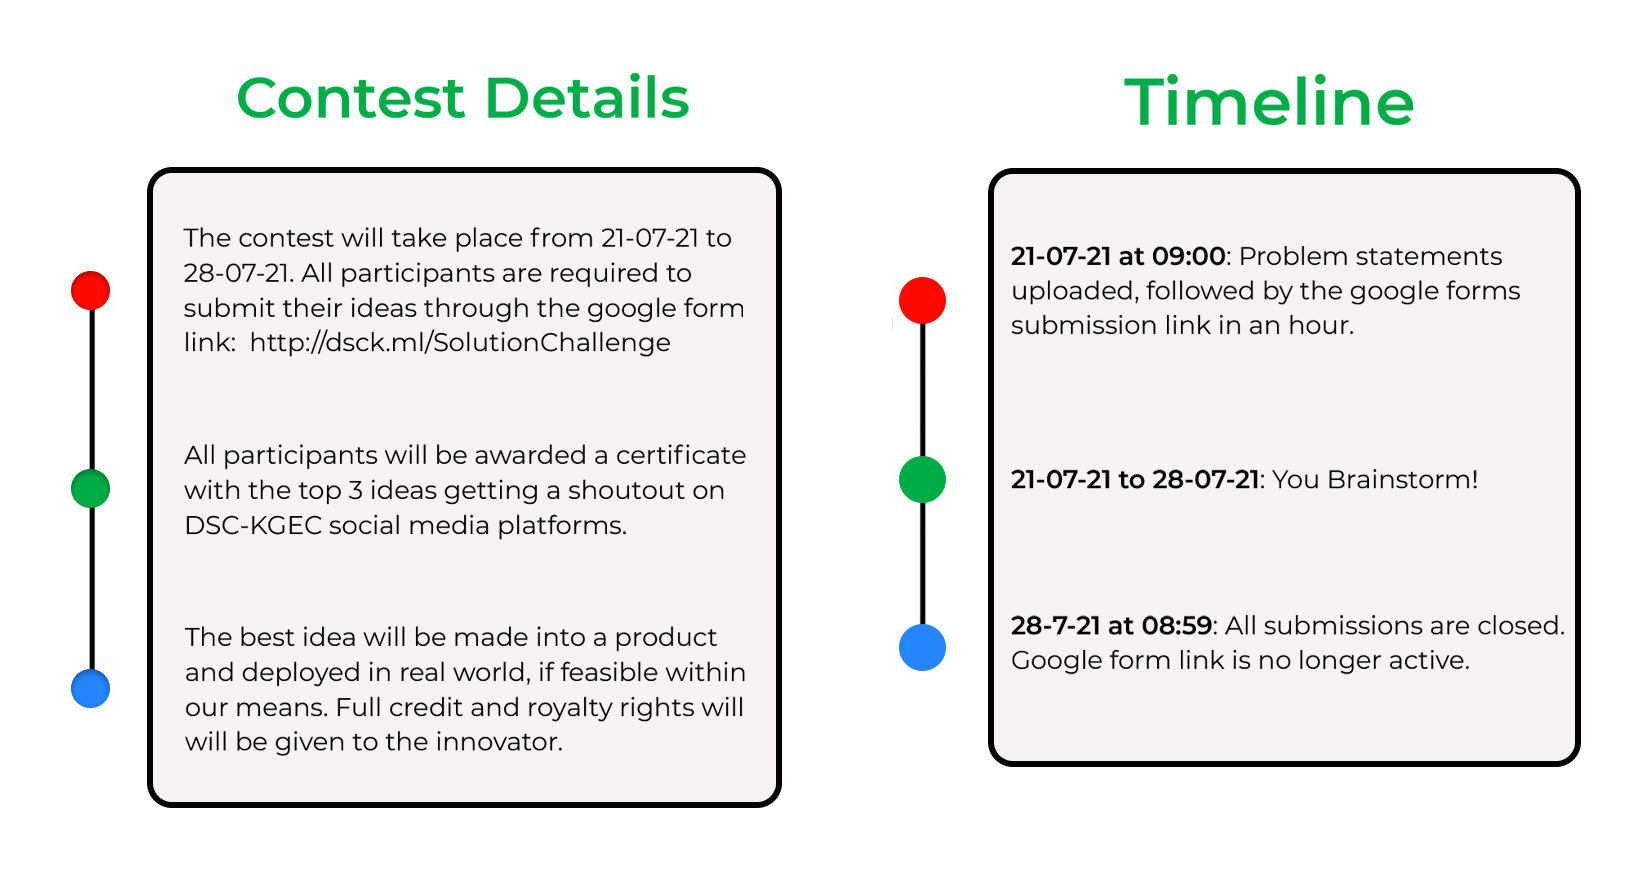 Contest Details
The contest will take place from 21-07-21 to
28-07-21. All participants are required to
submit their ideas through the google form
link:  http://dsck.ml/SolutionChallenge
All participants will be awarded a certificate
with the top 3 ideas getting a shoutout on
DSC-KGEC social media platforms.
The best idea will be made into a product
and deployed in real world, if feasible within
our means. Full credit and royalty rights will
will be given to the innovator.
Timeline
21-07-21 at 09:00: Problem statements
uploaded, followed by the google forms
submission link in an hour.
21-07-21 to 28-07-21: You Brainstorm!
28-7-21 at 08:59: All submissions are closed.
Google form link is no longer active.